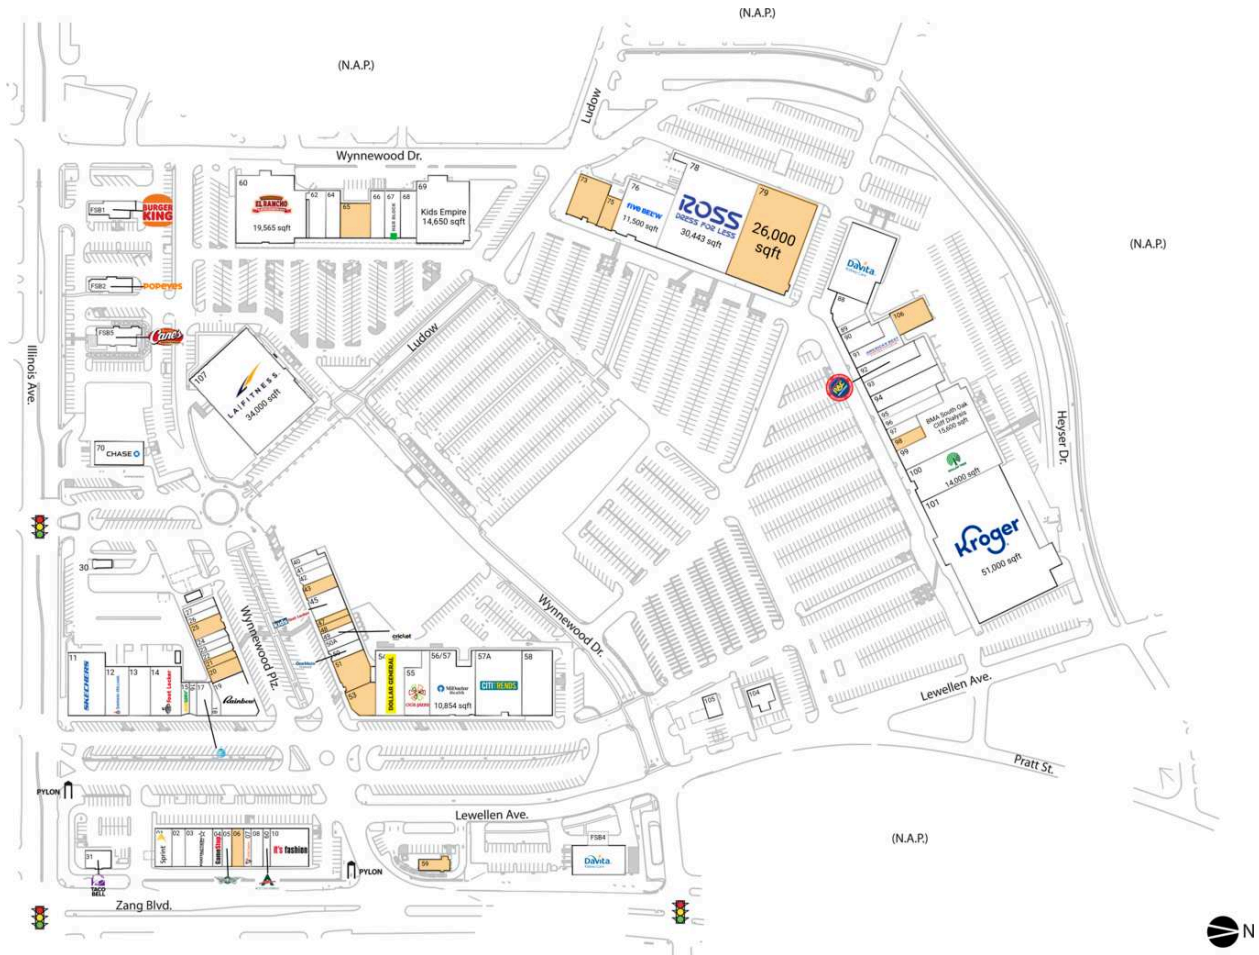 (N.A.P.)
(N.A.P.)
Ludow
Wynnewood Dr.
60
EL RANCHO
19,565 sqft
62
64
65
66
67
68
69
Kids Empire
14,650 sqft
FSB1
BURGER
KING
FSB2
POPEYES
FSB5
Cane's
73
75
76
FIVE BELOW
11,500 sqft
78
ROSS
DRESS FOR LESS
30,443 sqft
79
26,000
sqft
(N.A.P.)
DaVita
88
89
90
91
92
93
94
95
96
97
98
99
106
AMERICA'S BEST
BMA South Oak
Cliff Dialysis
15,600 sqft
100
14,000 sqft
101
Kroger
51,000 sqft
Heyser Dr.
Illinois Ave.
Ludow
107
LA|FITNESS
34,000 sqft
70
CHASE
30
40
41
42
43
45
47
48
49
50A
50
51
53
cricket
27
26
25
24
21
20
Wynnewood Plz.
Wynnewood Dr.
11
SKECHERS
12
13
14
Foot Locker
15
17
18
19
Rainbow
54
DOLLAR GENERAL
55
56/57
10,854 sqft
57A
CITI TRENDS
58
105
104
Lewellen Ave.
Pratt St.
PYLON
Lewellen Ave.
(N.A.P.)
31
TACO
BELL
01
Sprint
02
03
04
GameStop
05
06
07
08
09
10
it's fashion
PYLON
59
FSB4
DaVita
Zang Blvd.
N